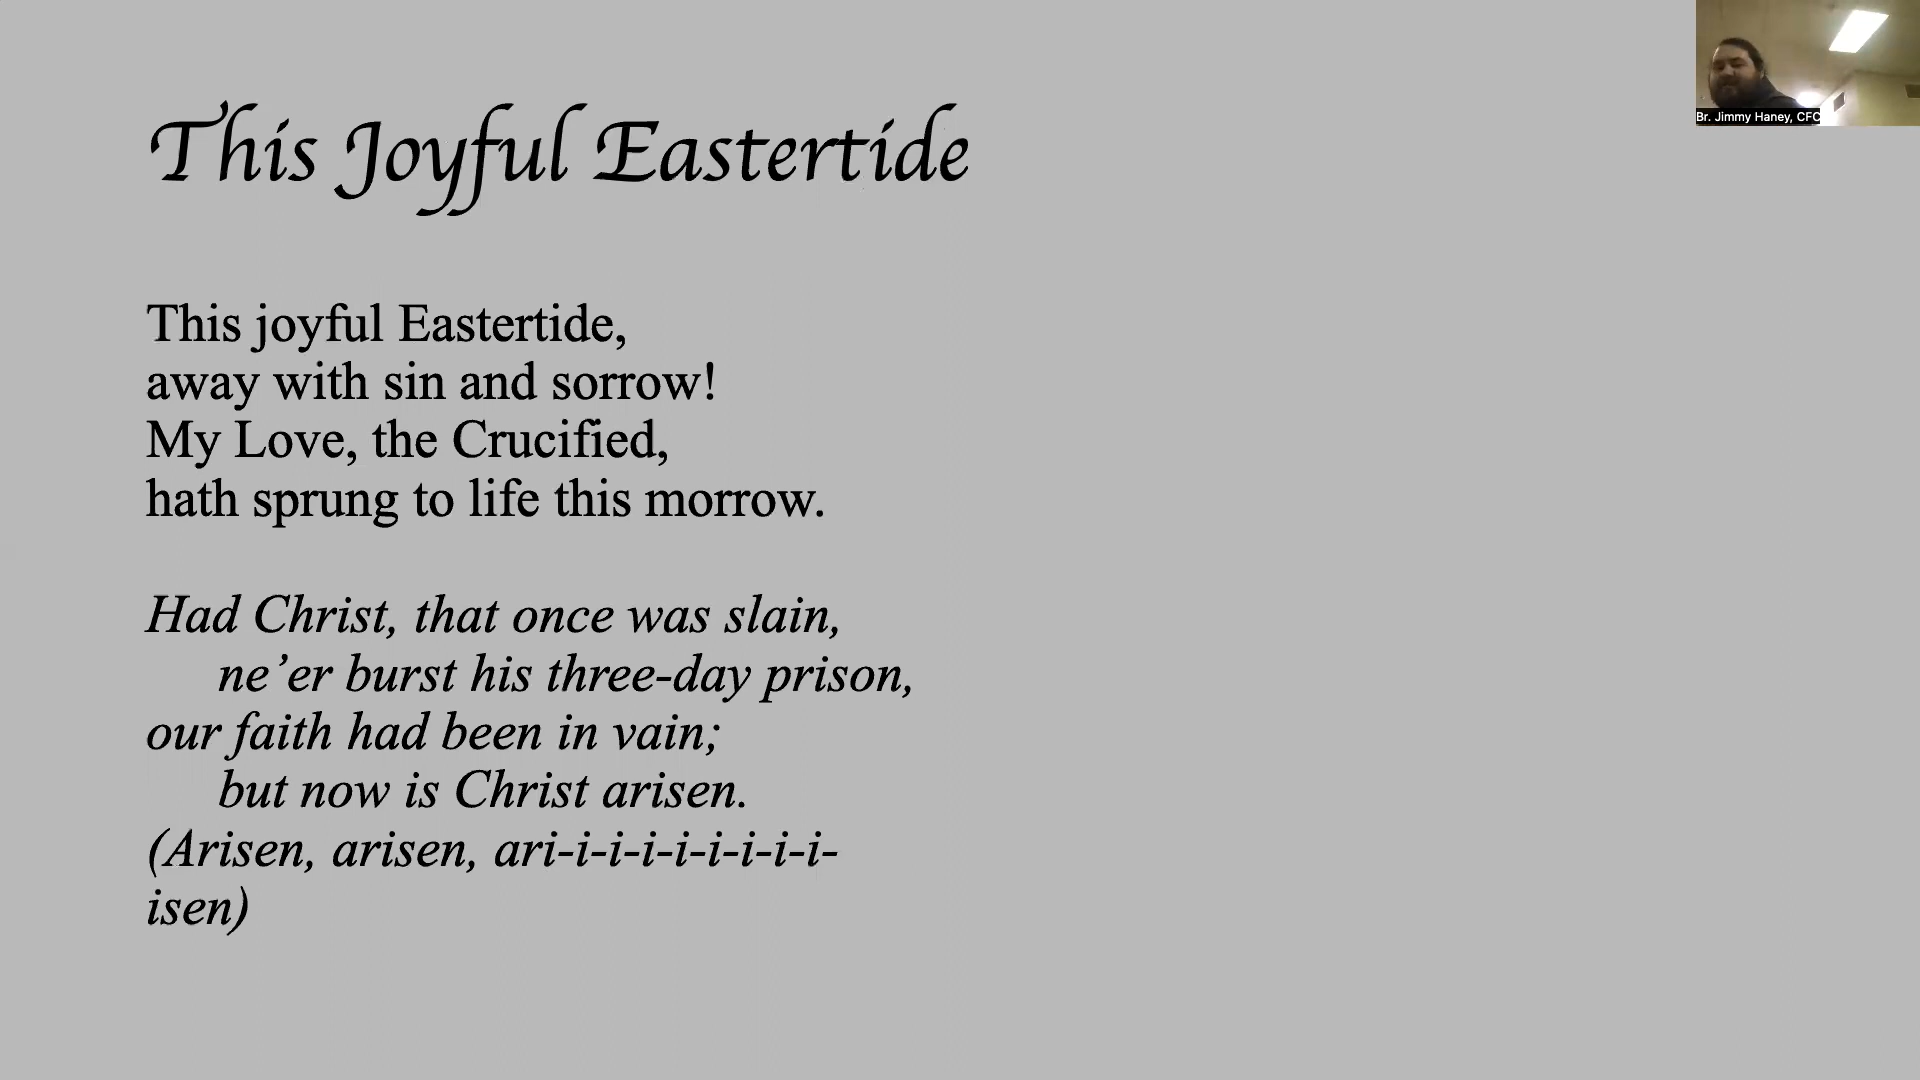 This Joyful Eastertide
Br. Jimmy Haney, CFC
This joyful Eastertide,
away with sin and sorrow!
My Love, the Crucified,
hath sprung to life this morrow.
Had Christ, that once was slain,
ne’er burst his three-day prison,
our faith had been in vain;
but now is Christ arisen.
(Arisen, arisen, ari-i-i-i-i-i-i-i-i-
isen)